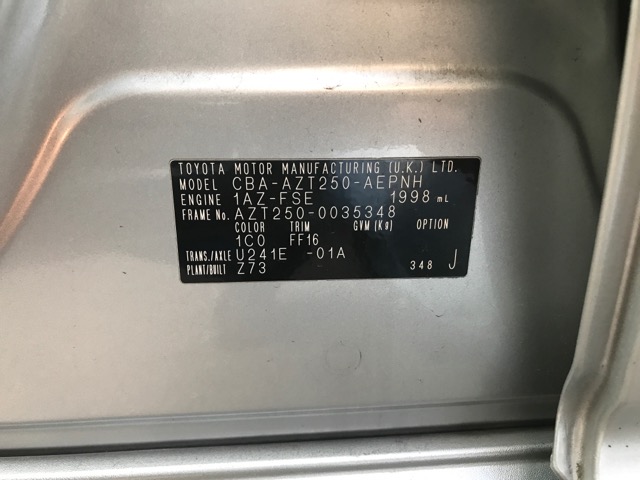 TOYOTA MOTOR MANUFACTURING (U.K.) LTD.
MODEL CBA-AZT250-AEPNH
ENGINE 1AZ-FSE 1998 mL
FRAME No. AZT250-0035348
COLOR TRIM GVM (Kg) OPTION
1C0 FF16
TRANS./AXLE U241E -01A
PLANT/BUILT Z73 348 J